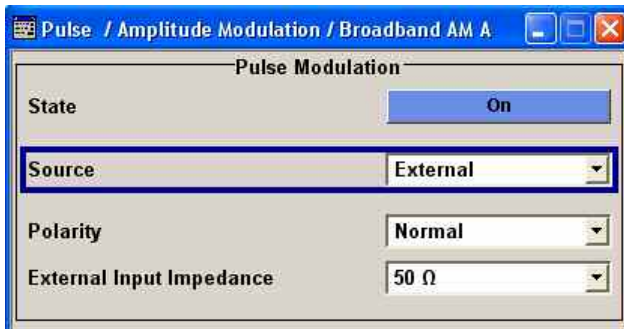 Pulse / Amplitude Modulation / Broadband AM A
Pulse Modulation
State On
Source External
Polarity Normal
External Input Impedance 50 Ω